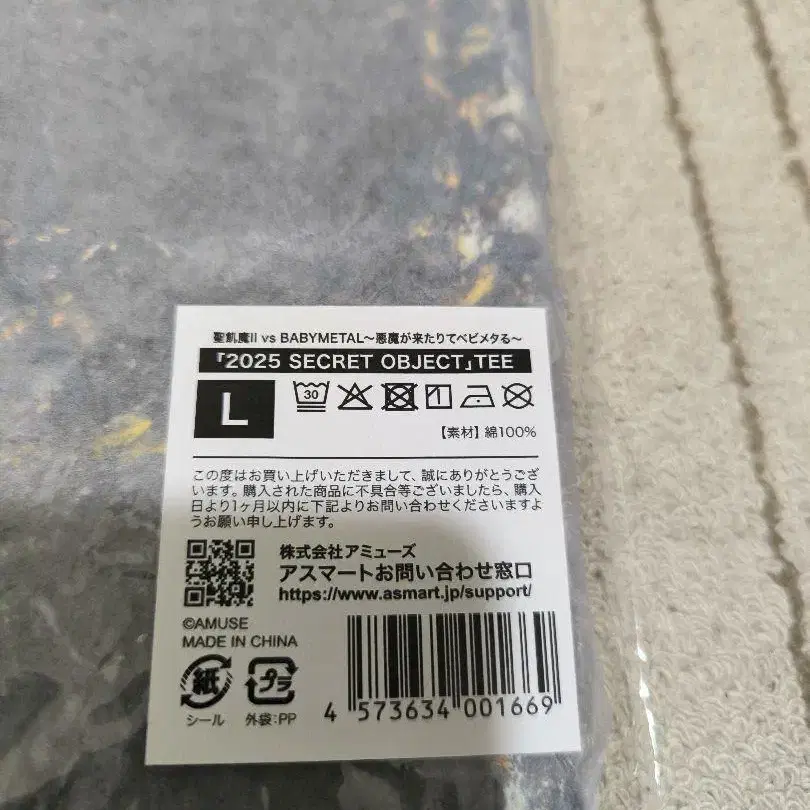 聖飢魔II vs BABYMETAL〜悪魔が来たりてベビメタる〜
「2025 SECRET OBJECT」TEE
L
30
【素材】綿100%
この度はお買い上げいただきまして、誠にありがとうござ
います。購入された商品に不具合等ございましたら、購入
日より1ヶ月以内に下記よりお問い合わせくださいますよ
うお願い申し上げます。
株式会社アミューズ
アスマートお問い合わせ窓口
https://www.asmart.jp/support/
©AMUSE
MADE IN CHINA
紙
シール
プラ
外袋:PP
4 573634 001669